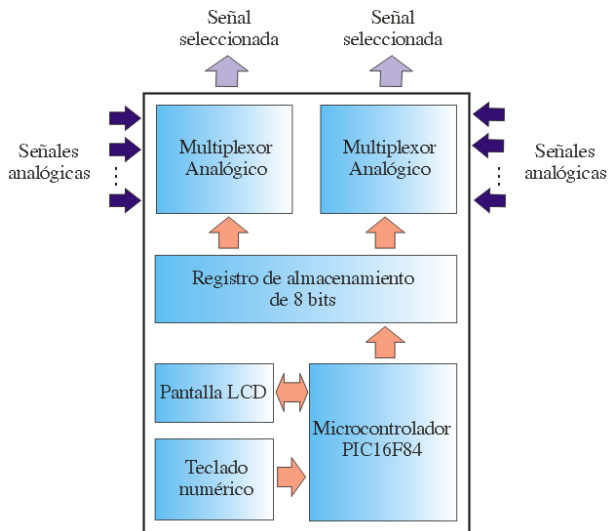 Señal
seleccionada
Señal
seleccionada
Señales
analógicas
Multiplexor
Analógico
Multiplexor
Analógico
Señales
analógicas
Registro de almacenamiento
de 8 bits
Pantalla LCD
Microcontrolador
PIC16F84
Teclado
numérico